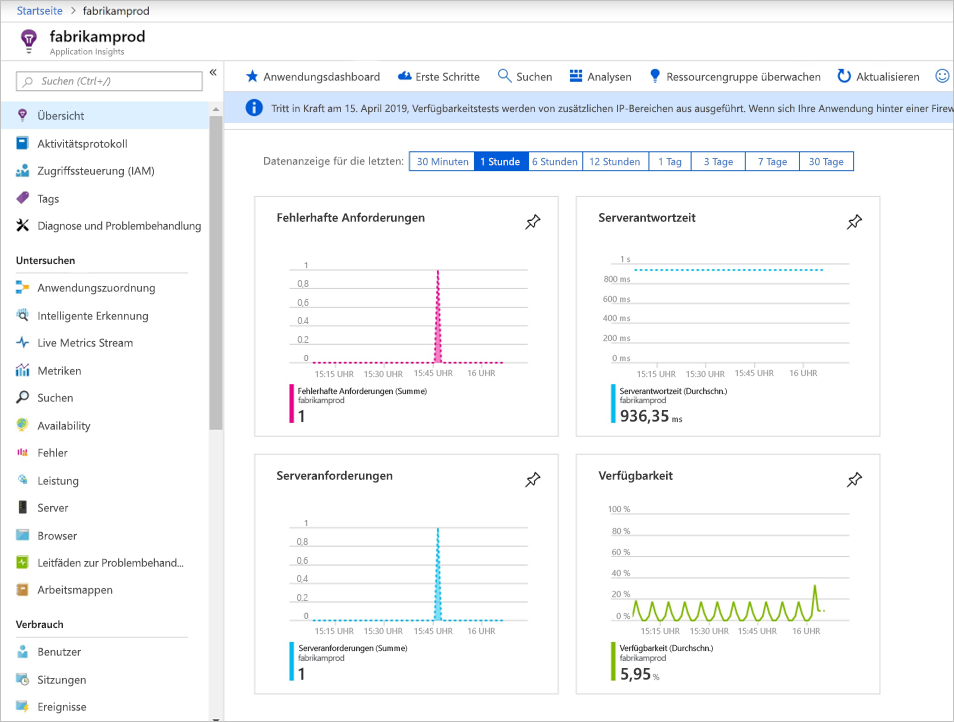 Startseite > fabrikamprod
fabrikamprod
Application Insights
Suchen (Ctrl+/)
«
Übersicht
Aktivitätsprotokoll
Zugriffssteuerung (IAM)
Tags
Diagnose und Problembehandlung
Untersuchen
Anwendungszuordnung
Intelligente Erkennung
Live Metrics Stream
Metriken
Suchen
Availability
Fehler
Leistung
Server
Browser
Leitfäden zur Problembehand...
Arbeitsmappen
Verbrauch
Benutzer
Sitzungen
Ereignisse
Anwendungsdashboard Erste Schritte Suchen Analysen Ressourcengruppe überwachen Aktualisieren
Tritt in Kraft am 15. April 2019, Verfügbarkeitstests werden von zusätzlichen IP-Bereichen aus ausgeführt. Wenn sich Ihre Anwendung hinter einer Firew
Datenanzeige für die letzten: 30 Minuten 1 Stunde 6 Stunden 12 Stunden 1 Tag 3 Tage 7 Tage 30 Tage
Fehlerhafte Anforderungen
1
0,8
0,6
0.4
0.2
0
15:15 UHR 15:30 UHR 15:45 UHR 16 UHR
Fehlerhafte Anforderungen (Summe)
fabrikamprod
1
Serverantwortzeit
1 s
800 ms
600 ms
400 ms
200 ms
0 ms
15:15 UHR 15:30 UHR 15:45 UHR 16 UHR
Serverantwortzeit (Durchschn.)
fabrikamprod
936,35 ms
Serveranforderungen
1
0,8
0,6
0,4
0.2
0
15:15 UHR 15:30 UHR 15:45 UHR 16 UHR
Serveranforderungen (Summe)
fabrikamprod
1
Verfügbarkeit
100 %
80 %
60 %
40 %
20 %
0 %
15:15 UHR 15:30 UHR 15:45 UHR 16 UHR
Verfügbarkeit (Durchschn.)
fabrikamprod
5,95 %